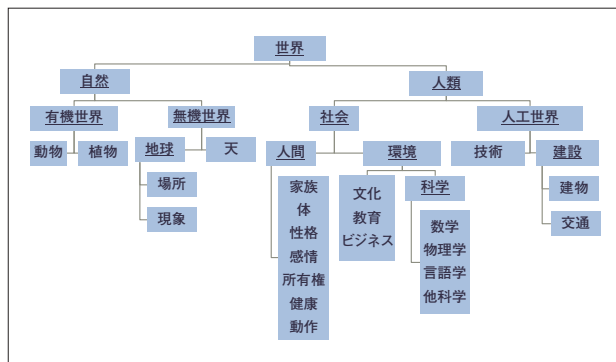 世界
自然
人類
有機世界
無機世界
社会
人工世界
動物
植物
地球
天
人間
環境
技術
建設
場所
現象
家族
体
性格
感情
所有権
健康
動作
文化
教育
ビジネス
科学
数学
物理学
言語学
他科学
建物
交通